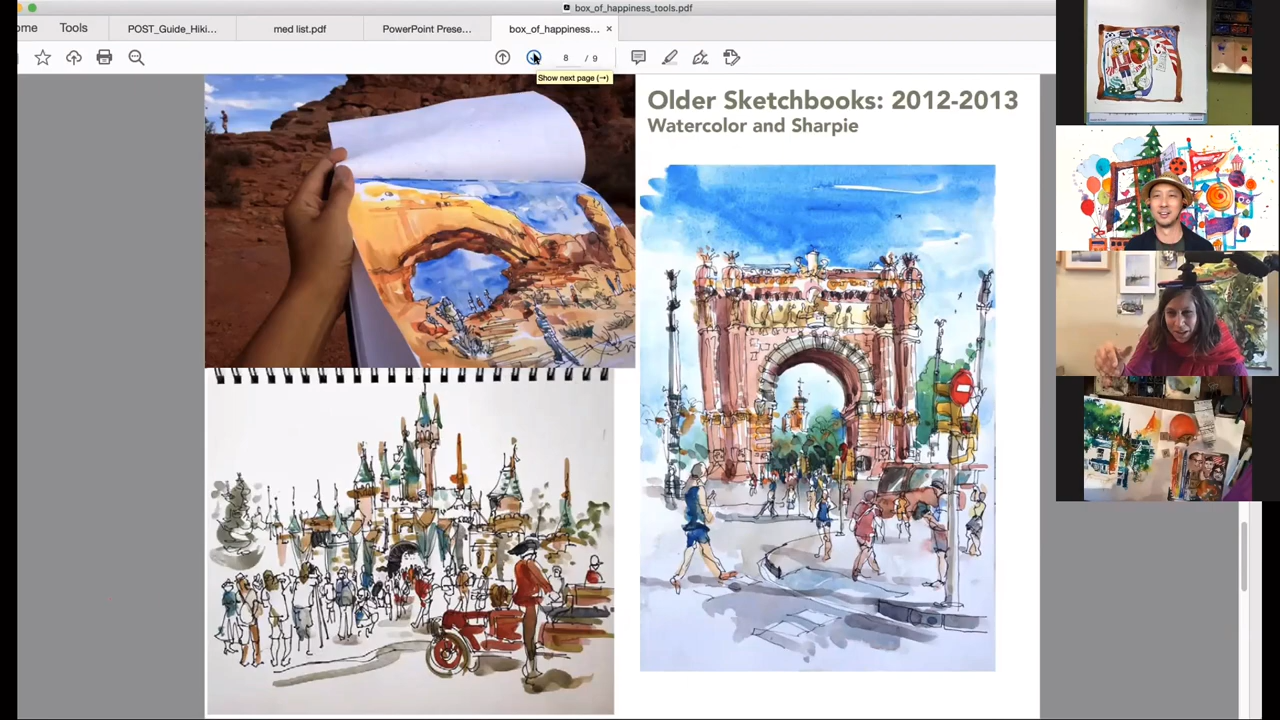 box_of_happiness_tools.pdf
ome
Tools
POST_Guide_Hiki...
med list.pdf
PowerPoint Prese...
box_of_happiness... ×
8 / 9
Show next page (→)
Older Sketchbooks: 2012-2013
Watercolor and Sharpie